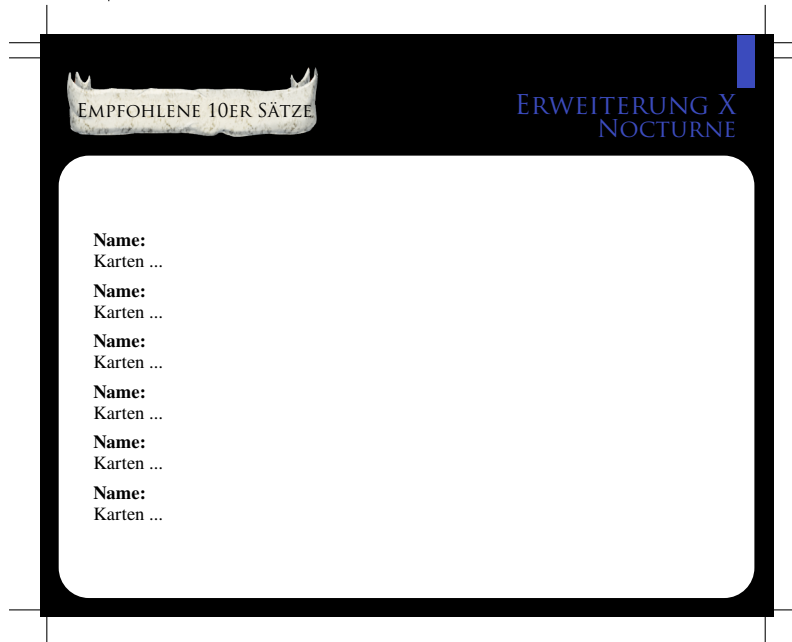 Empfohlene 10er Sätze
Erweiterung X
Nocturne
Name:
Karten ...
Name:
Karten ...
Name:
Karten ...
Name:
Karten ...
Name:
Karten ...
Name:
Karten ...